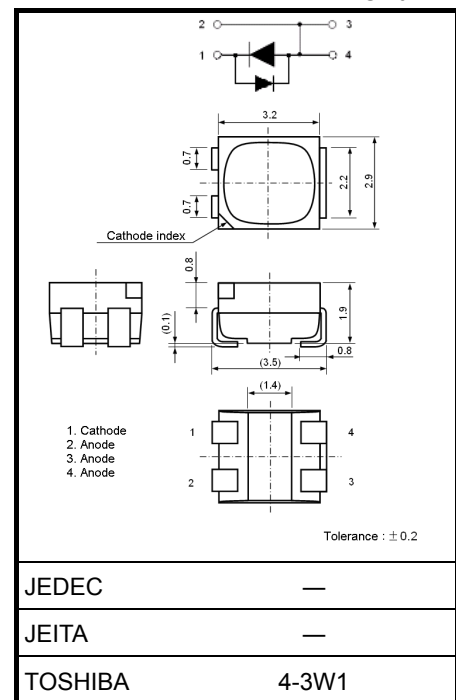 2 3
1 4
3.2
0.7
0.7
2.2
2.9
Cathode index
0.8
(0.1)
1.9
0.8
(3.5)
(1.4)
1. Cathode
2. Anode
3. Anode
4. Anode
1 4
2 3
Tolerance : ±0.2
JEDEC —
JEITA —
TOSHIBA 4-3W1